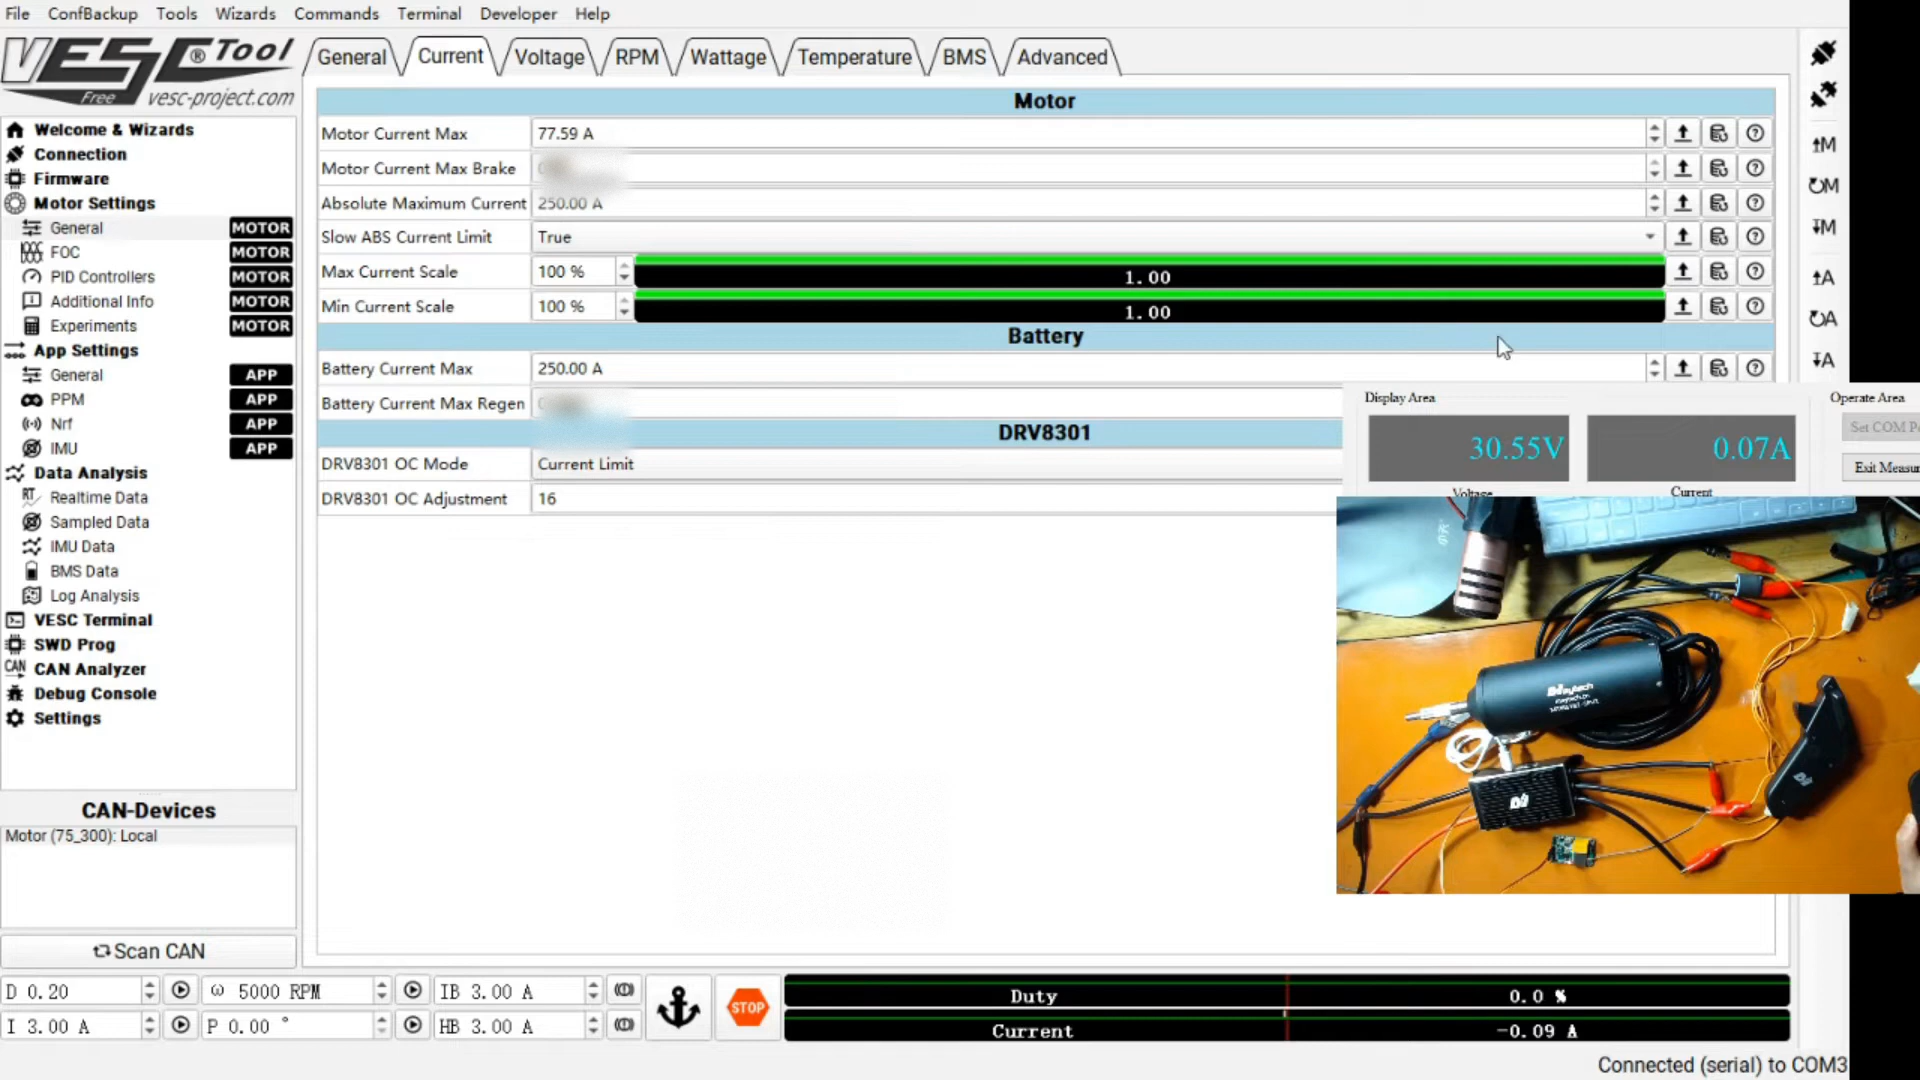 File ConfBackup Tools Wizards Commands Terminal Developer Help
VESC® Tool
Free vesc-project.com
General Current Voltage RPM Wattage Temperature BMS Advanced
Welcome & Wizards
Connection
Firmware
Motor Settings
General MOTOR
FOC MOTOR
PID Controllers MOTOR
Additional Info MOTOR
Experiments MOTOR
App Settings
General APP
PPM APP
Nrf APP
IMU APP
Data Analysis
RT Realtime Data
Sampled Data
IMU Data
BMS Data
Log Analysis
VESC Terminal
SWD Prog
CAN CAN Analyzer
Debug Console
Settings
CAN-Devices
Motor (75_300): Local
Scan CAN
Motor
Motor Current Max 77.59 A
Motor Current Max Brake
Absolute Maximum Current 250.00 A
Slow ABS Current Limit True
Max Current Scale 100 % 1.00
Min Current Scale 100 % 1.00
Battery
Battery Current Max 250.00 A
Battery Current Max Regen
DRV8301
DRV8301 OC Mode Current Limit
DRV8301 OC Adjustment 16
M
M
M
A
A
A
Display Area Operate Area
30.55V 0.07A
Set COM
Exit
Voltage Current
D 0.20 ω 5000 RPM IB 3.00 A
I 3.00 A P 0.00 ° HB 3.00 A
STOP
Duty 0.0 %
Current -0.09 A
Connected (serial) to COM3